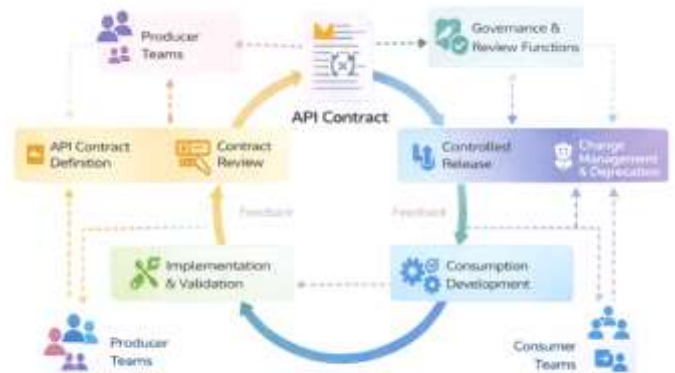 Producer
Teams
Governance &
Review Functions
API Contract
API Contract
Definition
Contract
Review
Controlled
Release
Change
Management
& Deprecation
Feedback
Feedback
Implementation
& Validation
Consumption
Development
Producer
Teams
Consumer
Teams